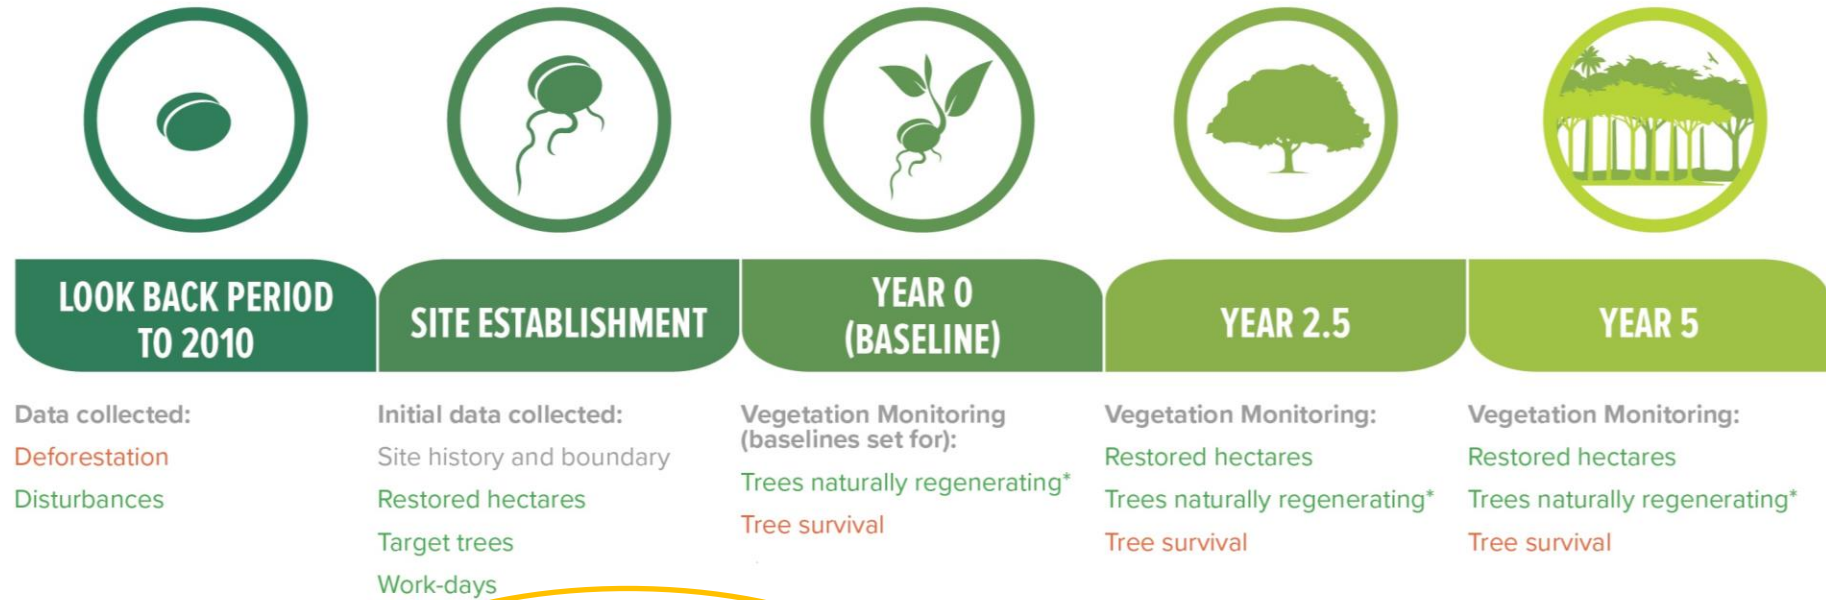 LOOK BACK PERIOD
TO 2010
Data collected:
Deforestation
Disturbances
SITE ESTABLISHMENT
Initial data collected:
Site history and boundary
Restored hectares
Target trees
Work-days
YEAR 0
(BASELINE)
Vegetation Monitoring
(baselines set for):
Trees naturally regenerating*
Tree survival
YEAR 2.5
Vegetation Monitoring:
Restored hectares
Trees naturally regenerating*
Tree survival
YEAR 5
Vegetation Monitoring:
Restored hectares
Trees naturally regenerating*
Tree survival